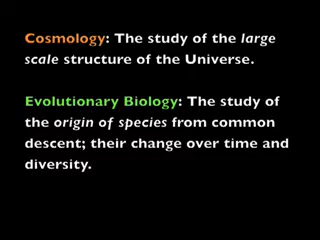 Cosmology: The study of the large
scale structure of the Universe.
Evolutionary Biology: The study of
the origin of species from common
descent; their change over time and
diversity.